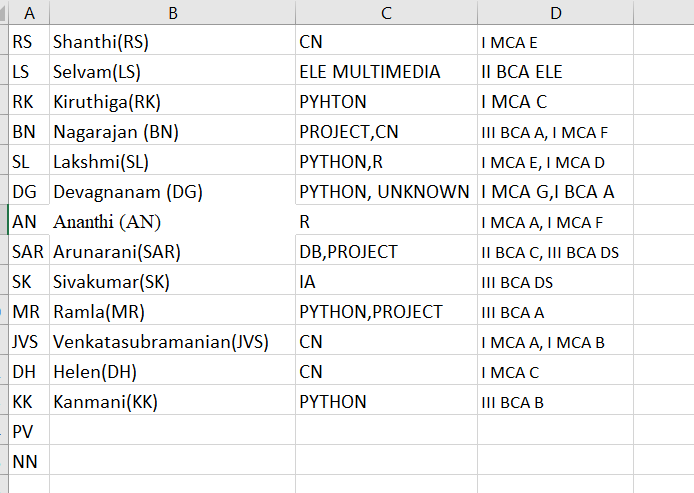 A B C D
RS Shanthi(RS) CN I MCA E
LS Selvam(LS) ELE MULTIMEDIA II BCA ELE
RK Kiruthiga(RK) PYHTON I MCA C
BN Nagarajan (BN) PROJECT,CN III BCA A, I MCA F
SL Lakshmi(SL) PYTHON,R I MCA E, I MCA D
DG Devagnanam (DG) PYTHON, UNKNOWN I MCA G,I BCA A
AN Ananthi (AN) R I MCA A, I MCA F
SAR Arunarani(SAR) DB,PROJECT II BCA C, III BCA DS
SK Sivakumar(SK) IA III BCA DS
MR Ramla(MR) PYTHON,PROJECT III BCA A
JVS Venkatasubramanian(JVS) CN I MCA A, I MCA B
DH Helen(DH) CN I MCA C
KK Kanmani(KK) PYTHON III BCA B
PV
NN